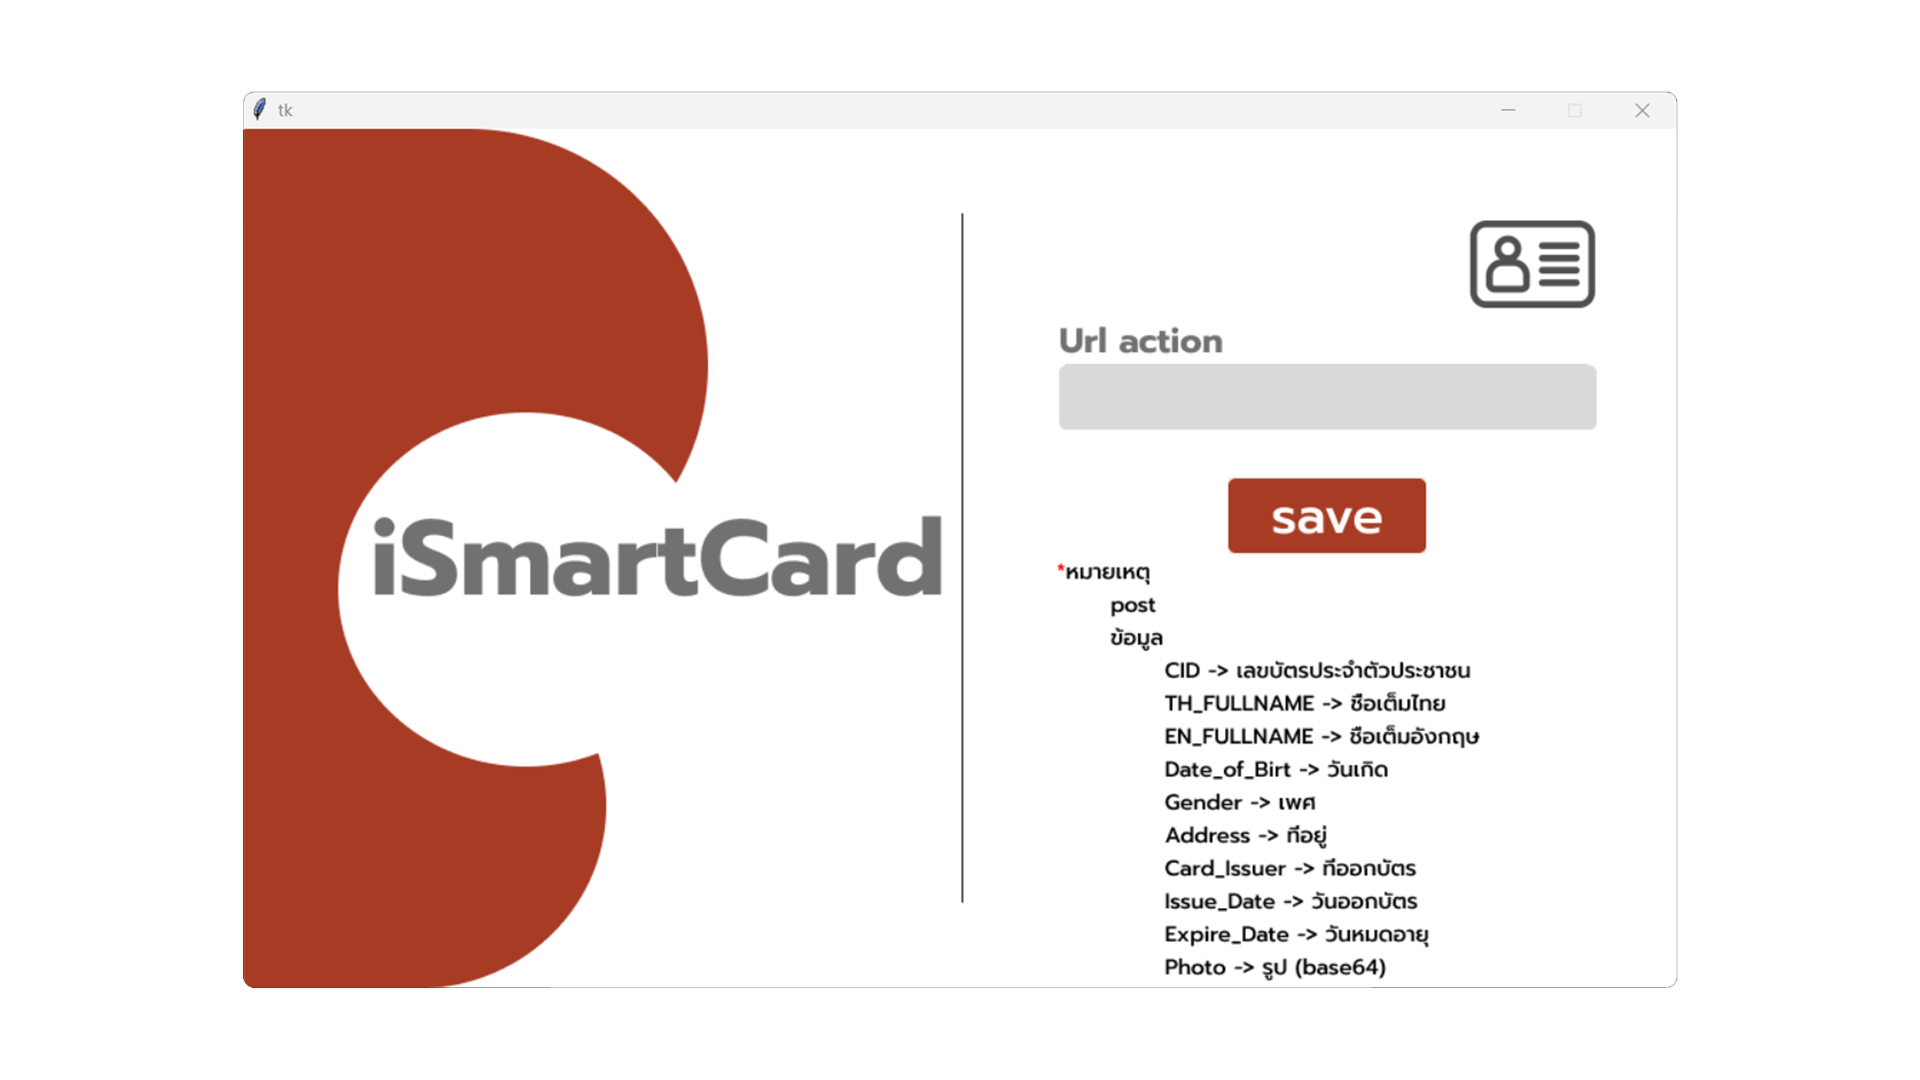 tk
iSmartCard
Url action
save
*หมายเหตุ
post
ข้อมูล
CID -> เลขบัตรประจำตัวประชาชน
TH_FULLNAME -> ชื่อเต็มไทย
EN_FULLNAME -> ชื่อเต็มอังกฤษ
Date_of_Birt -> วันเกิด
Gender -> เพศ
Address -> ที่อยู่
Card_Issuer -> ที่ออกบัตร
Issue_Date -> วันออกบัตร
Expire_Date -> วันหมดอายุ
Photo -> รูป (base64)